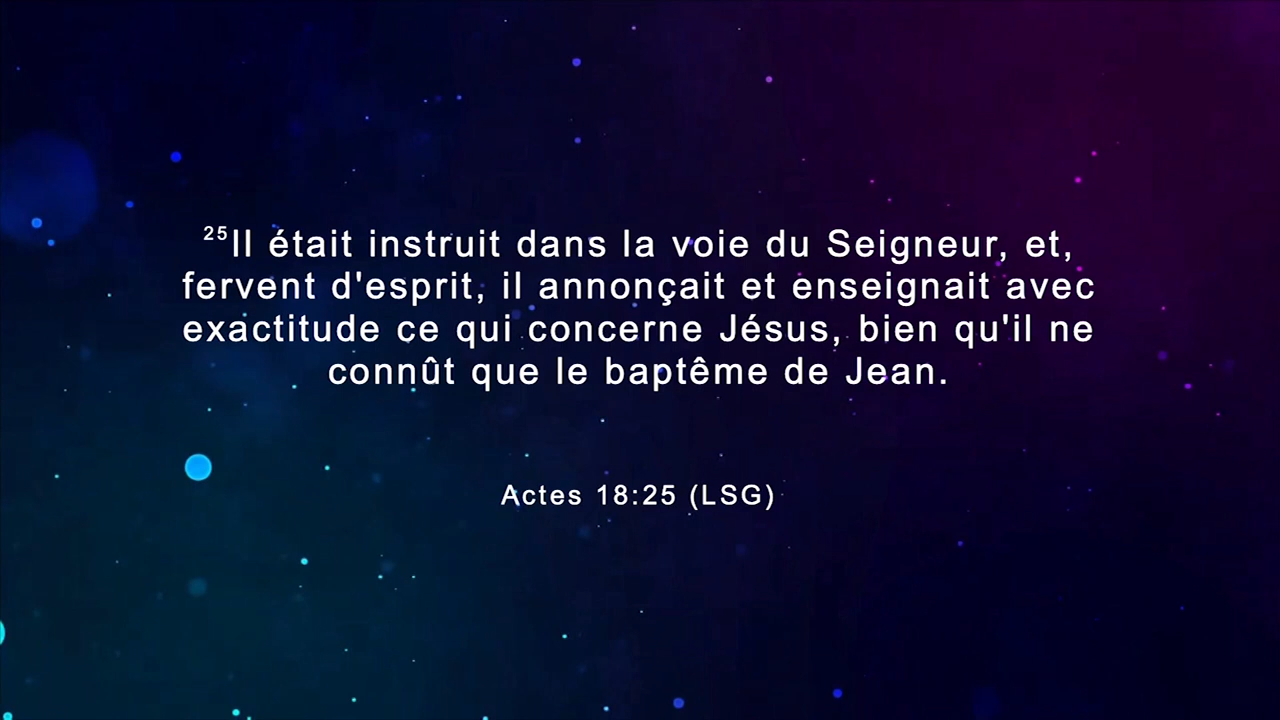 ²⁵Il était instruit dans la voie du Seigneur, et,
fervent d'esprit, il annonçait et enseignait avec
exactitude ce qui concerne Jésus, bien qu'il ne
connût que le baptême de Jean.
Actes 18:25 (LSG)